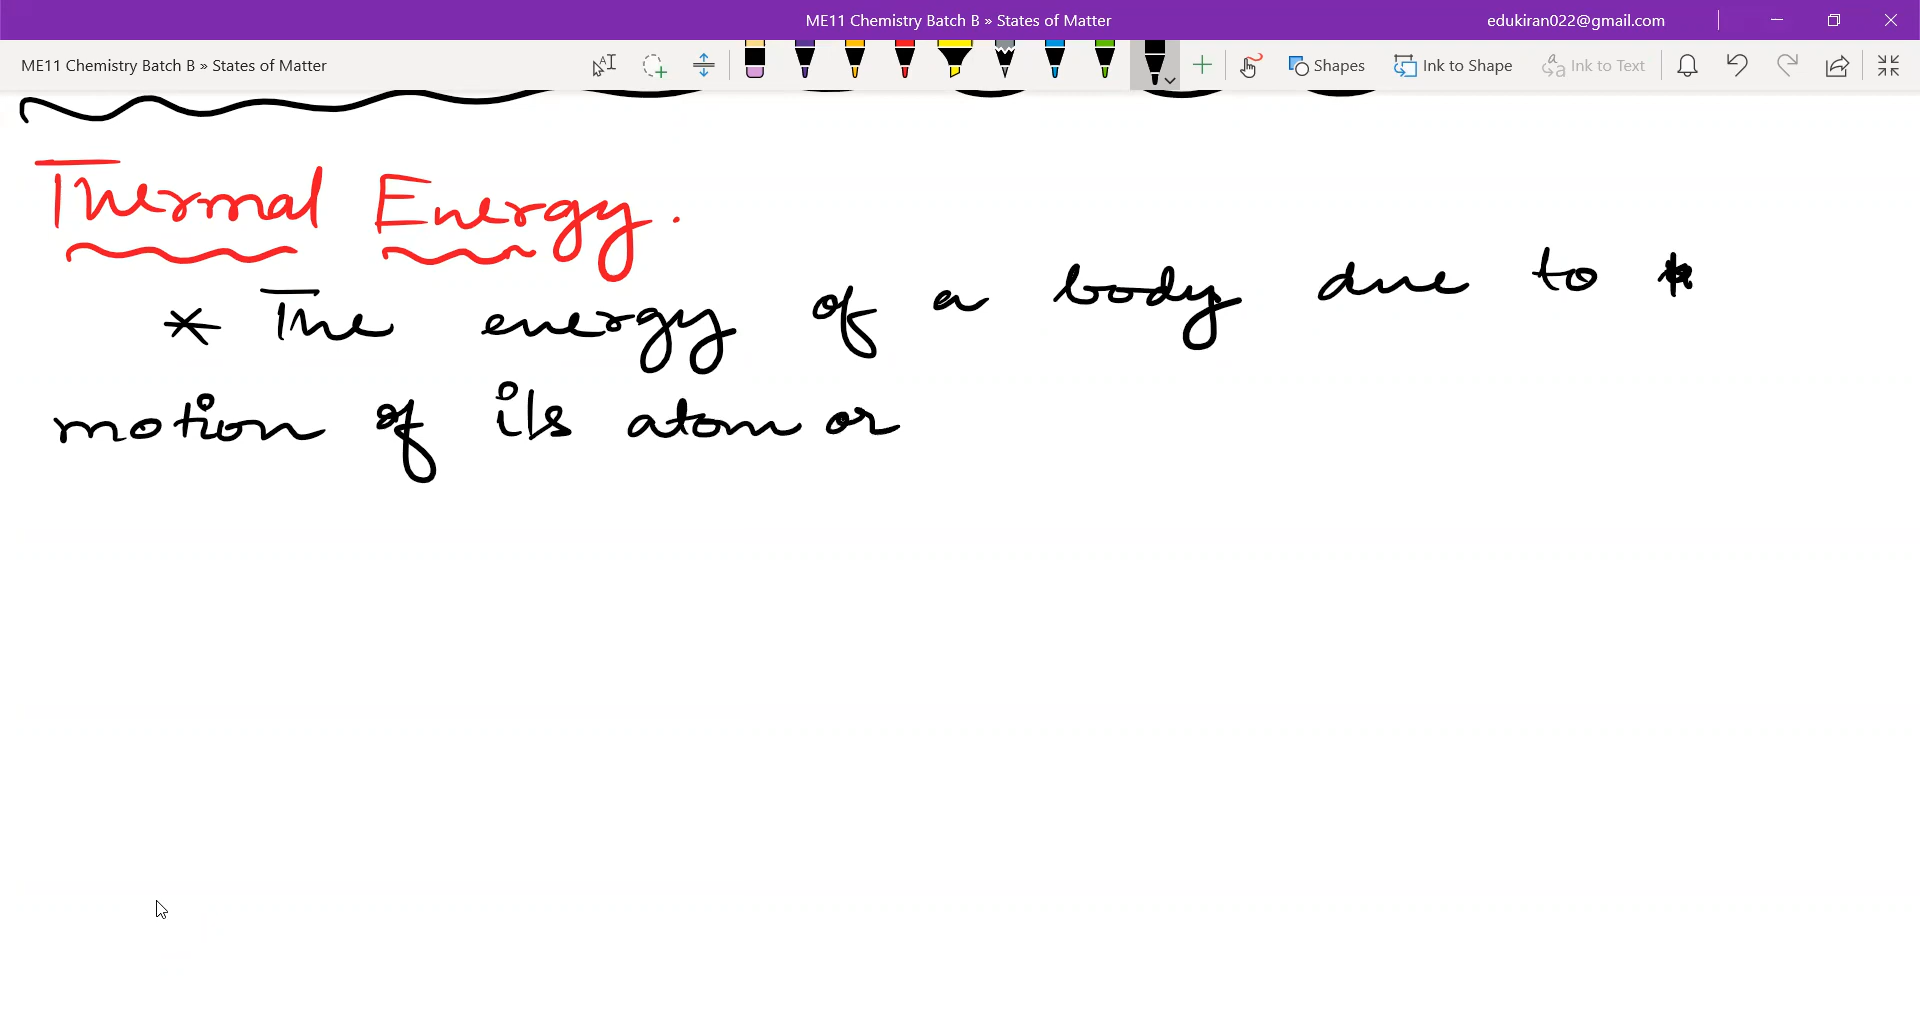 ME11 Chemistry Batch B » States of Matter
edukiran022@gmail.com
ME11 Chemistry Batch B » States of Matter
Shapes
Ink to Shape
Ink to Text
Thermal Energy.
* The energy of a body due to
motion of its atom or